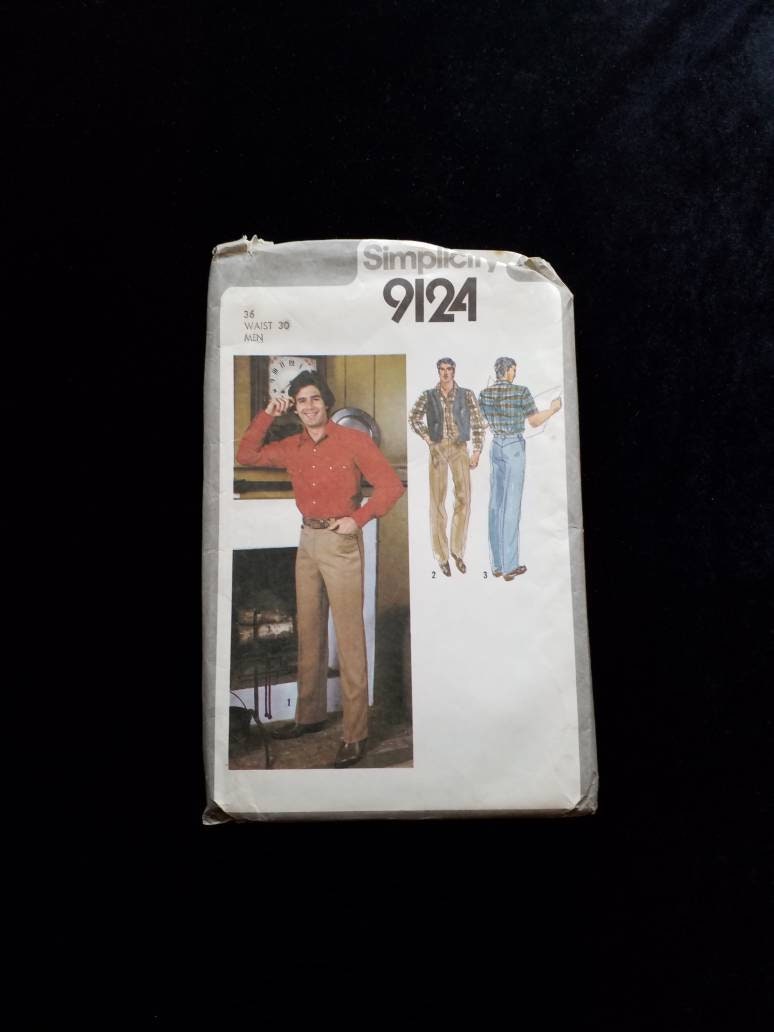 Simplicity
9124
36
WAIST 30
MEN
2
3
1